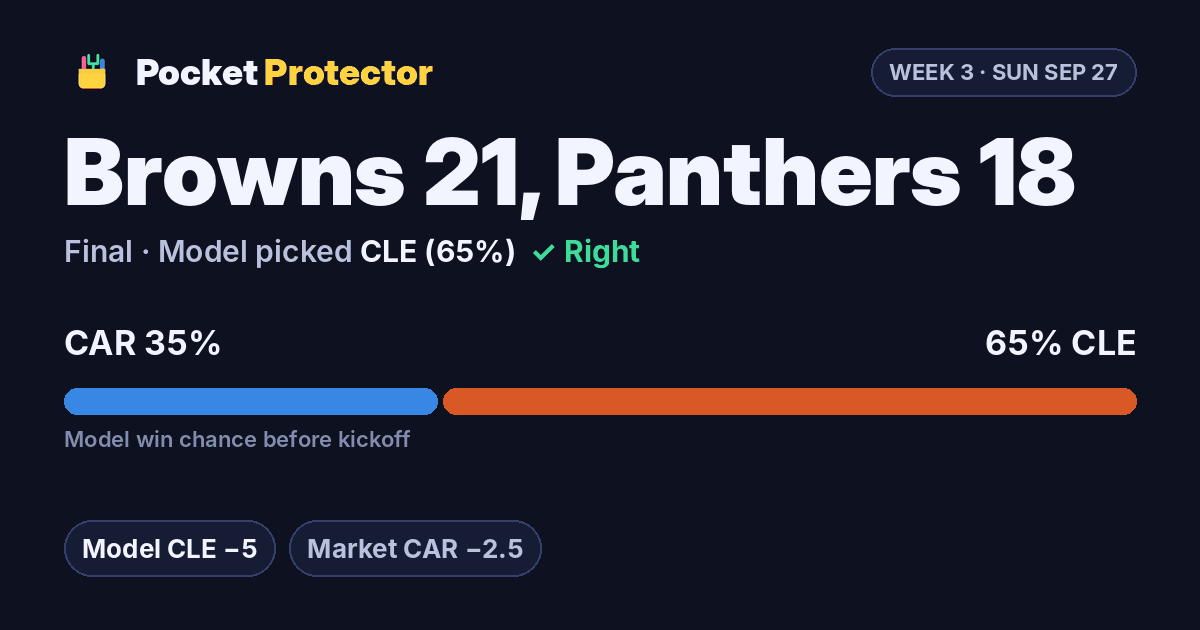 Pocket Protector
WEEK 3 · SUN SEP 27
Browns 21, Panthers 18
Final · Model picked CLE (65%) ✓ Right
CAR 35%
65% CLE
Model win chance before kickoff
Model CLE −5
Market CAR −2.5